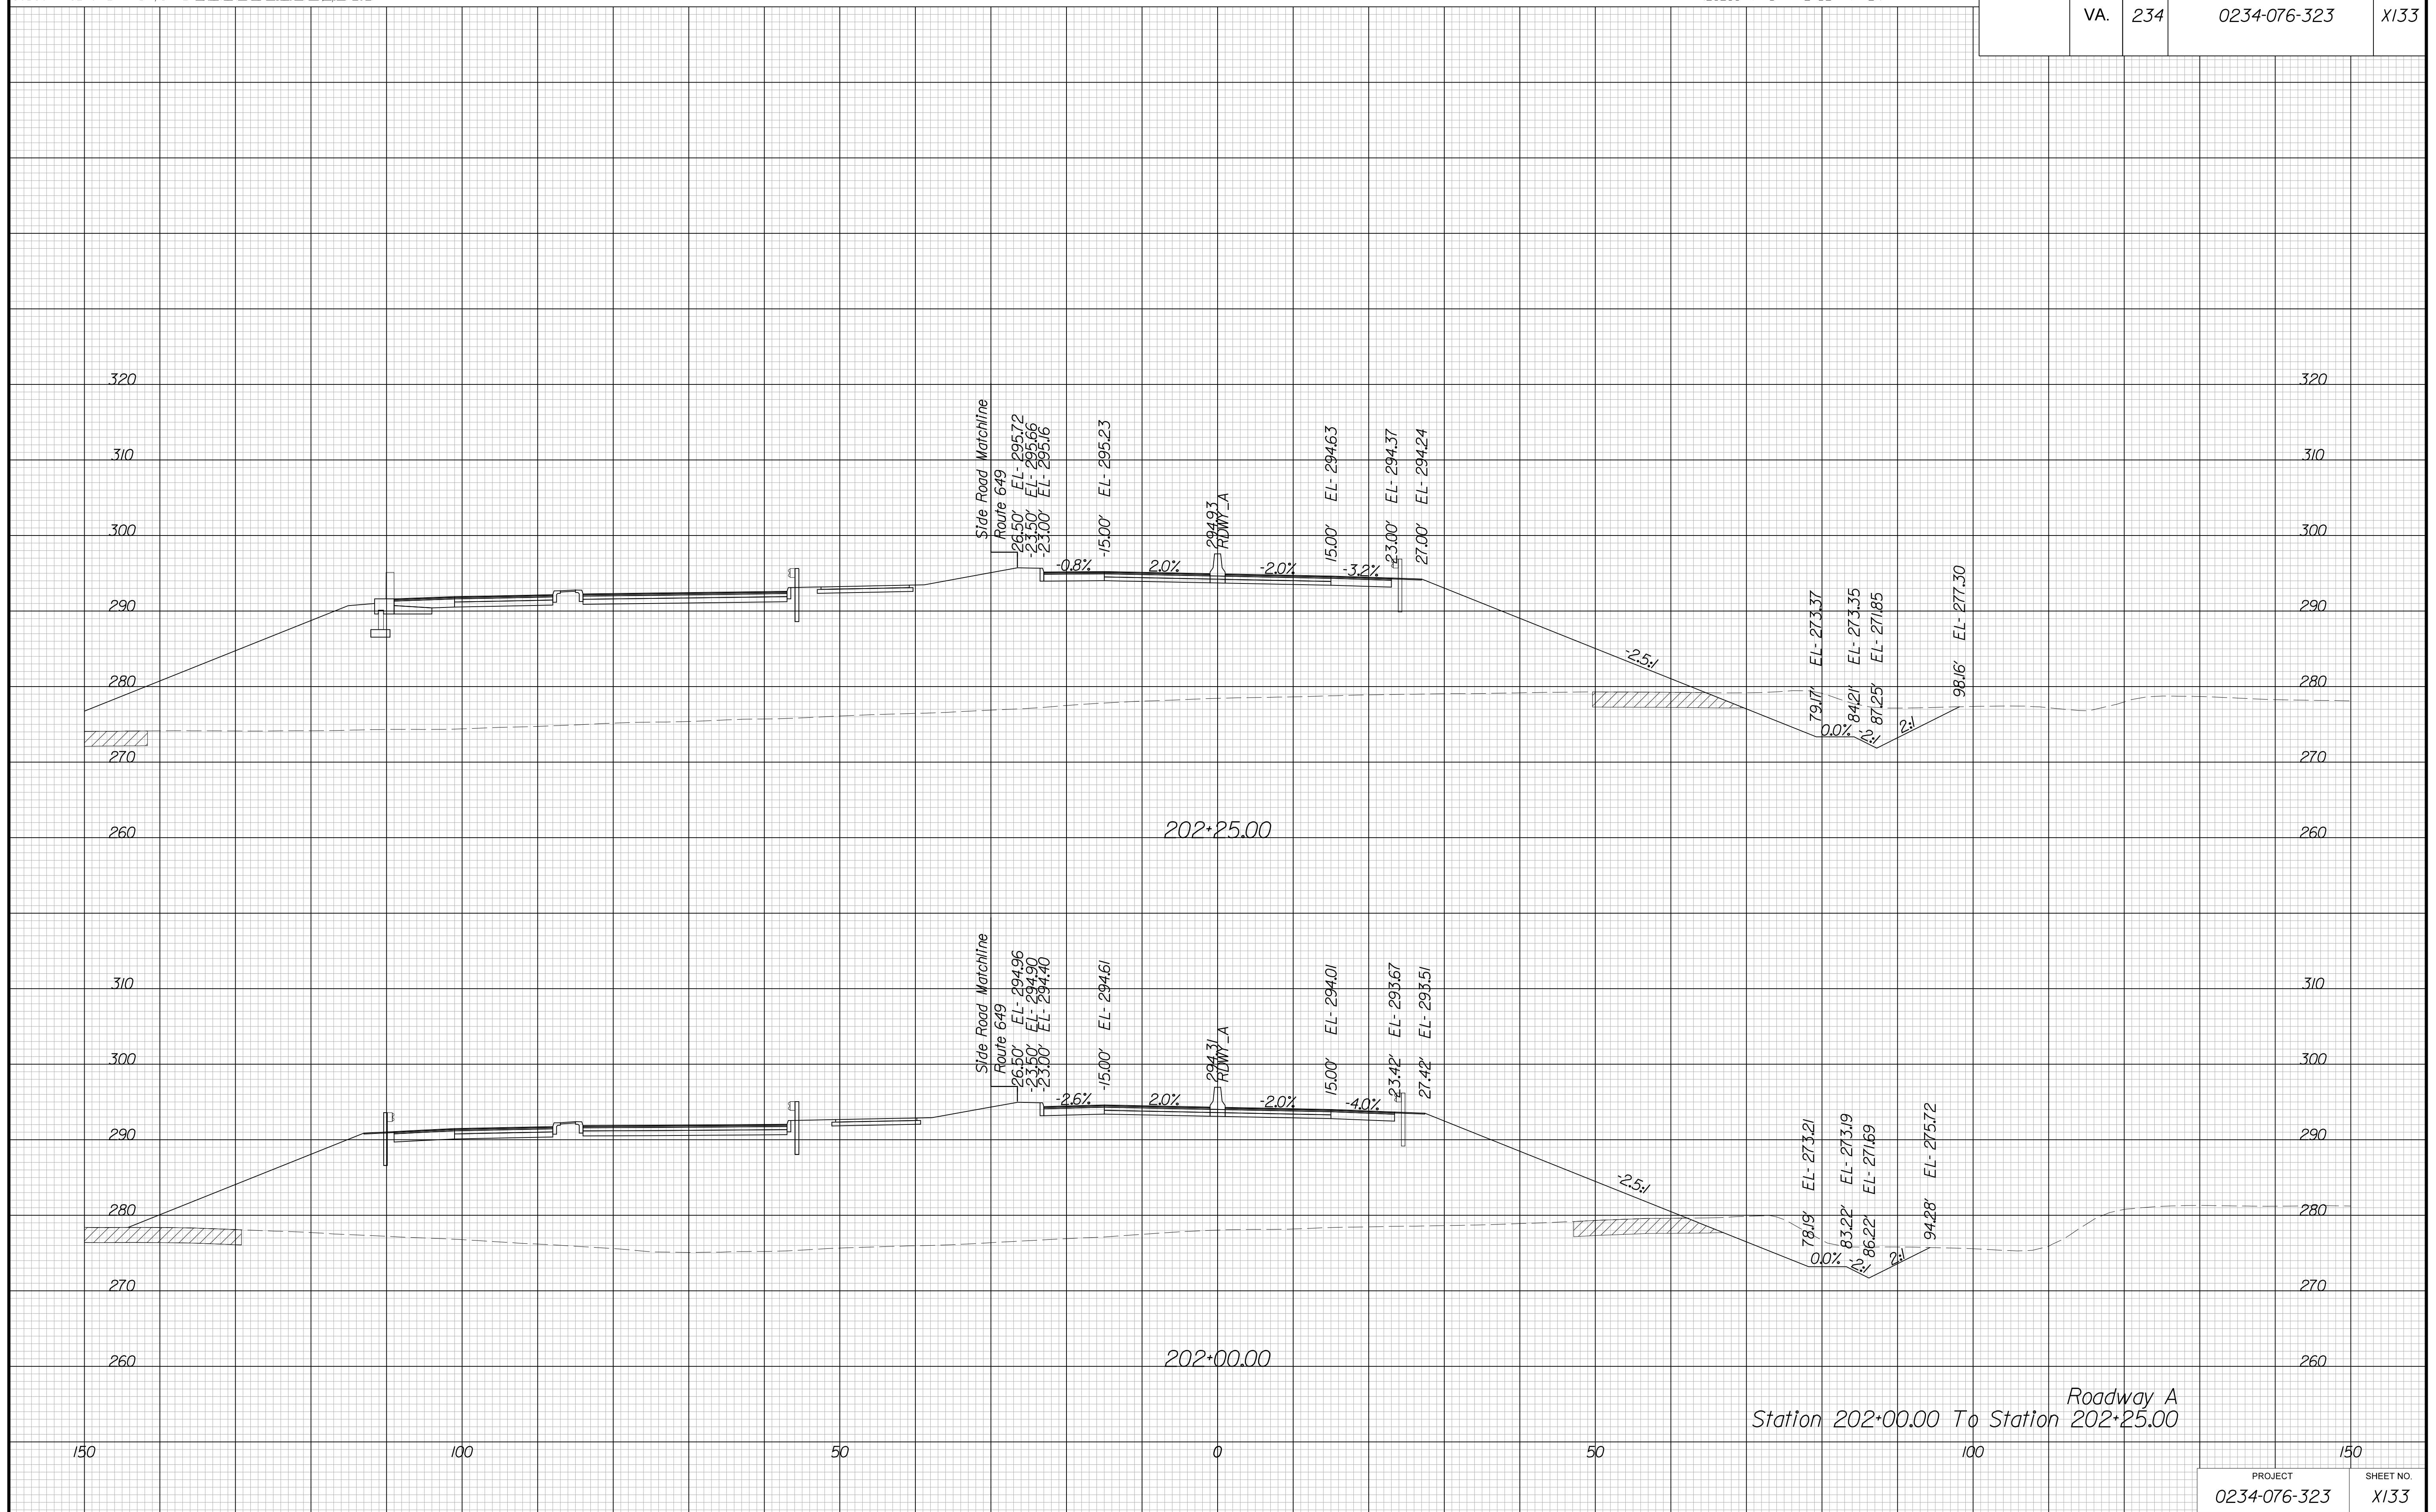 VA. 234 0234-076-323 X133
320 320
310 310
300 300
290 290
280 280
270 270
260 260
Side Road Matchline
Route 649
-26.50' EL- 295.72
-23.50' EL- 295.66
-23.00' EL- 295.16
-15.00' EL- 295.23
294.93
RDWY_A
15.00' EL- 294.63
23.00' EL- 294.37
27.00' EL- 294.24
79.17' EL- 273.37
84.21' EL- 273.35
87.25' EL- 271.85
98.16' EL- 277.30
-0.8% 2.0% -2.0% -3.2%
-2.5:1
0.0% -2:1 2:1
202+25.00
310 310
300 300
290 290
280 280
270 270
260 260
Side Road Matchline
Route 649
-26.50' EL- 294.96
-23.50' EL- 294.90
-23.00' EL- 294.40
-15.00' EL- 294.61
294.31
RDWY_A
15.00' EL- 294.01
23.42' EL- 293.67
27.42' EL- 293.51
78.19' EL- 273.21
83.22' EL- 273.19
86.22' EL- 271.69
94.28' EL- 275.72
-2.6% 2.0% -2.0% -4.0%
-2.5:1
0.0% -2:1 2:1
202+00.00
Roadway A
Station 202+00.00 To Station 202+25.00
150 100 50 0 50 100 150
PROJECT SHEET NO.
0234-076-323 X133